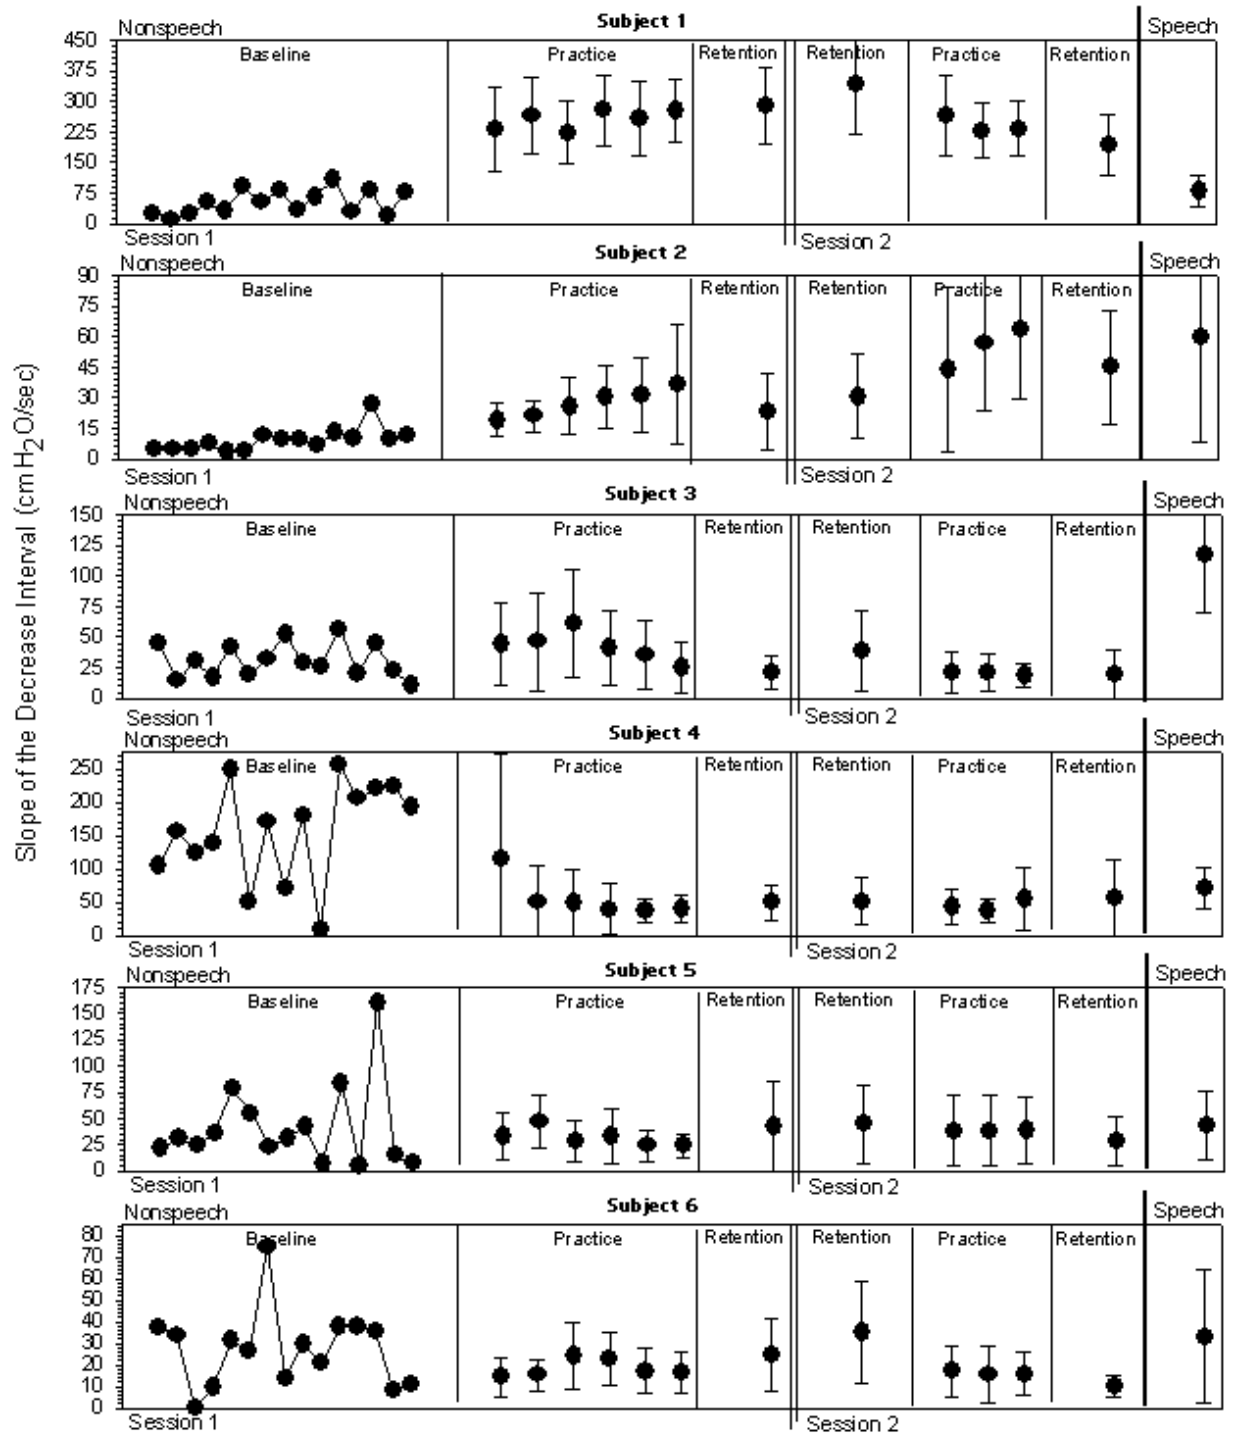 Slope of the Decrease Interval (cm H2O/sec)
Nonspeech Subject 1 Speech
Baseline Practice Retention Retention Practice Retention
450
375
300
225
150
75
0
Session 1 Session 2
Nonspeech Subject 2 Speech
Baseline Practice Retention Retention Practice Retention
90
75
60
45
30
15
0
Session 1 Session 2
Nonspeech Subject 3 Speech
Baseline Practice Retention Retention Practice Retention
150
125
100
75
50
25
0
Session 1 Session 2
Nonspeech Subject 4 Speech
Baseline Practice Retention Retention Practice Retention
250
200
150
100
50
0
Session 1 Session 2
Nonspeech Subject 5 Speech
Baseline Practice Retention Retention Practice Retention
175
150
125
100
75
50
25
0
Session 1 Session 2
Nonspeech Subject 6 Speech
Baseline Practice Retention Retention Practice Retention
80
70
60
50
40
30
20
10
0
Session 1 Session 2